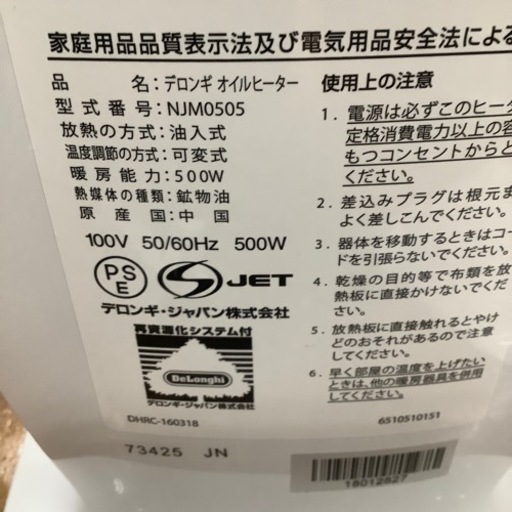 家庭用品品質表示法及び電気用品安全法による
品名:デロンギ オイルヒーター
型式番号:NJM0505
放熱の方式:油入式
温度調節の方式:可変式
暖房能力:500W
熱媒体の種類:鉱物油
原産国:中国
100V 50/60Hz 500W
PSE
JET
デロンギ・ジャパン株式会社
再資源化システム付
DeLonghi
デロンギ・ジャパン株式会社
DHRC-160318
73425 JN
使用上の注意
1. 電源は必ずこのヒー
定格消費電力以上の容
もつコンセントからと
ください。
2. 差込みプラグは根元ま
よく差しこんでください。
3. 器体を移動するときはコー
ドを引張らないでください。
4. 乾燥の目的等で布類を放
熱板に直接かけないでくだ
さい。
5. 放熱板に直接触れるとやけ
どのおそれがあるので注意
してください。
6. 早く部屋の温度を上げたい
ときは、他の暖房器具を併用
してください。
6510510151
18012827